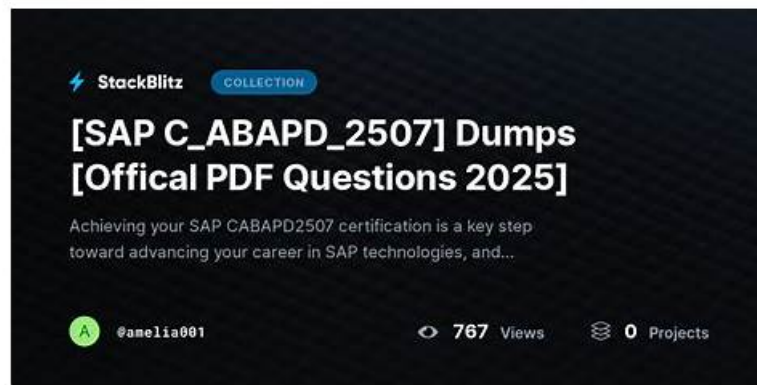 StackBlitz COLLECTION
[SAP C_ABAPD_2507] Dumps
[Offical PDF Questions 2025]
Achieving your SAP CABAPD2507 certification is a key step
toward advancing your career in SAP technologies, and...
A @amelia001 767 Views 0 Projects